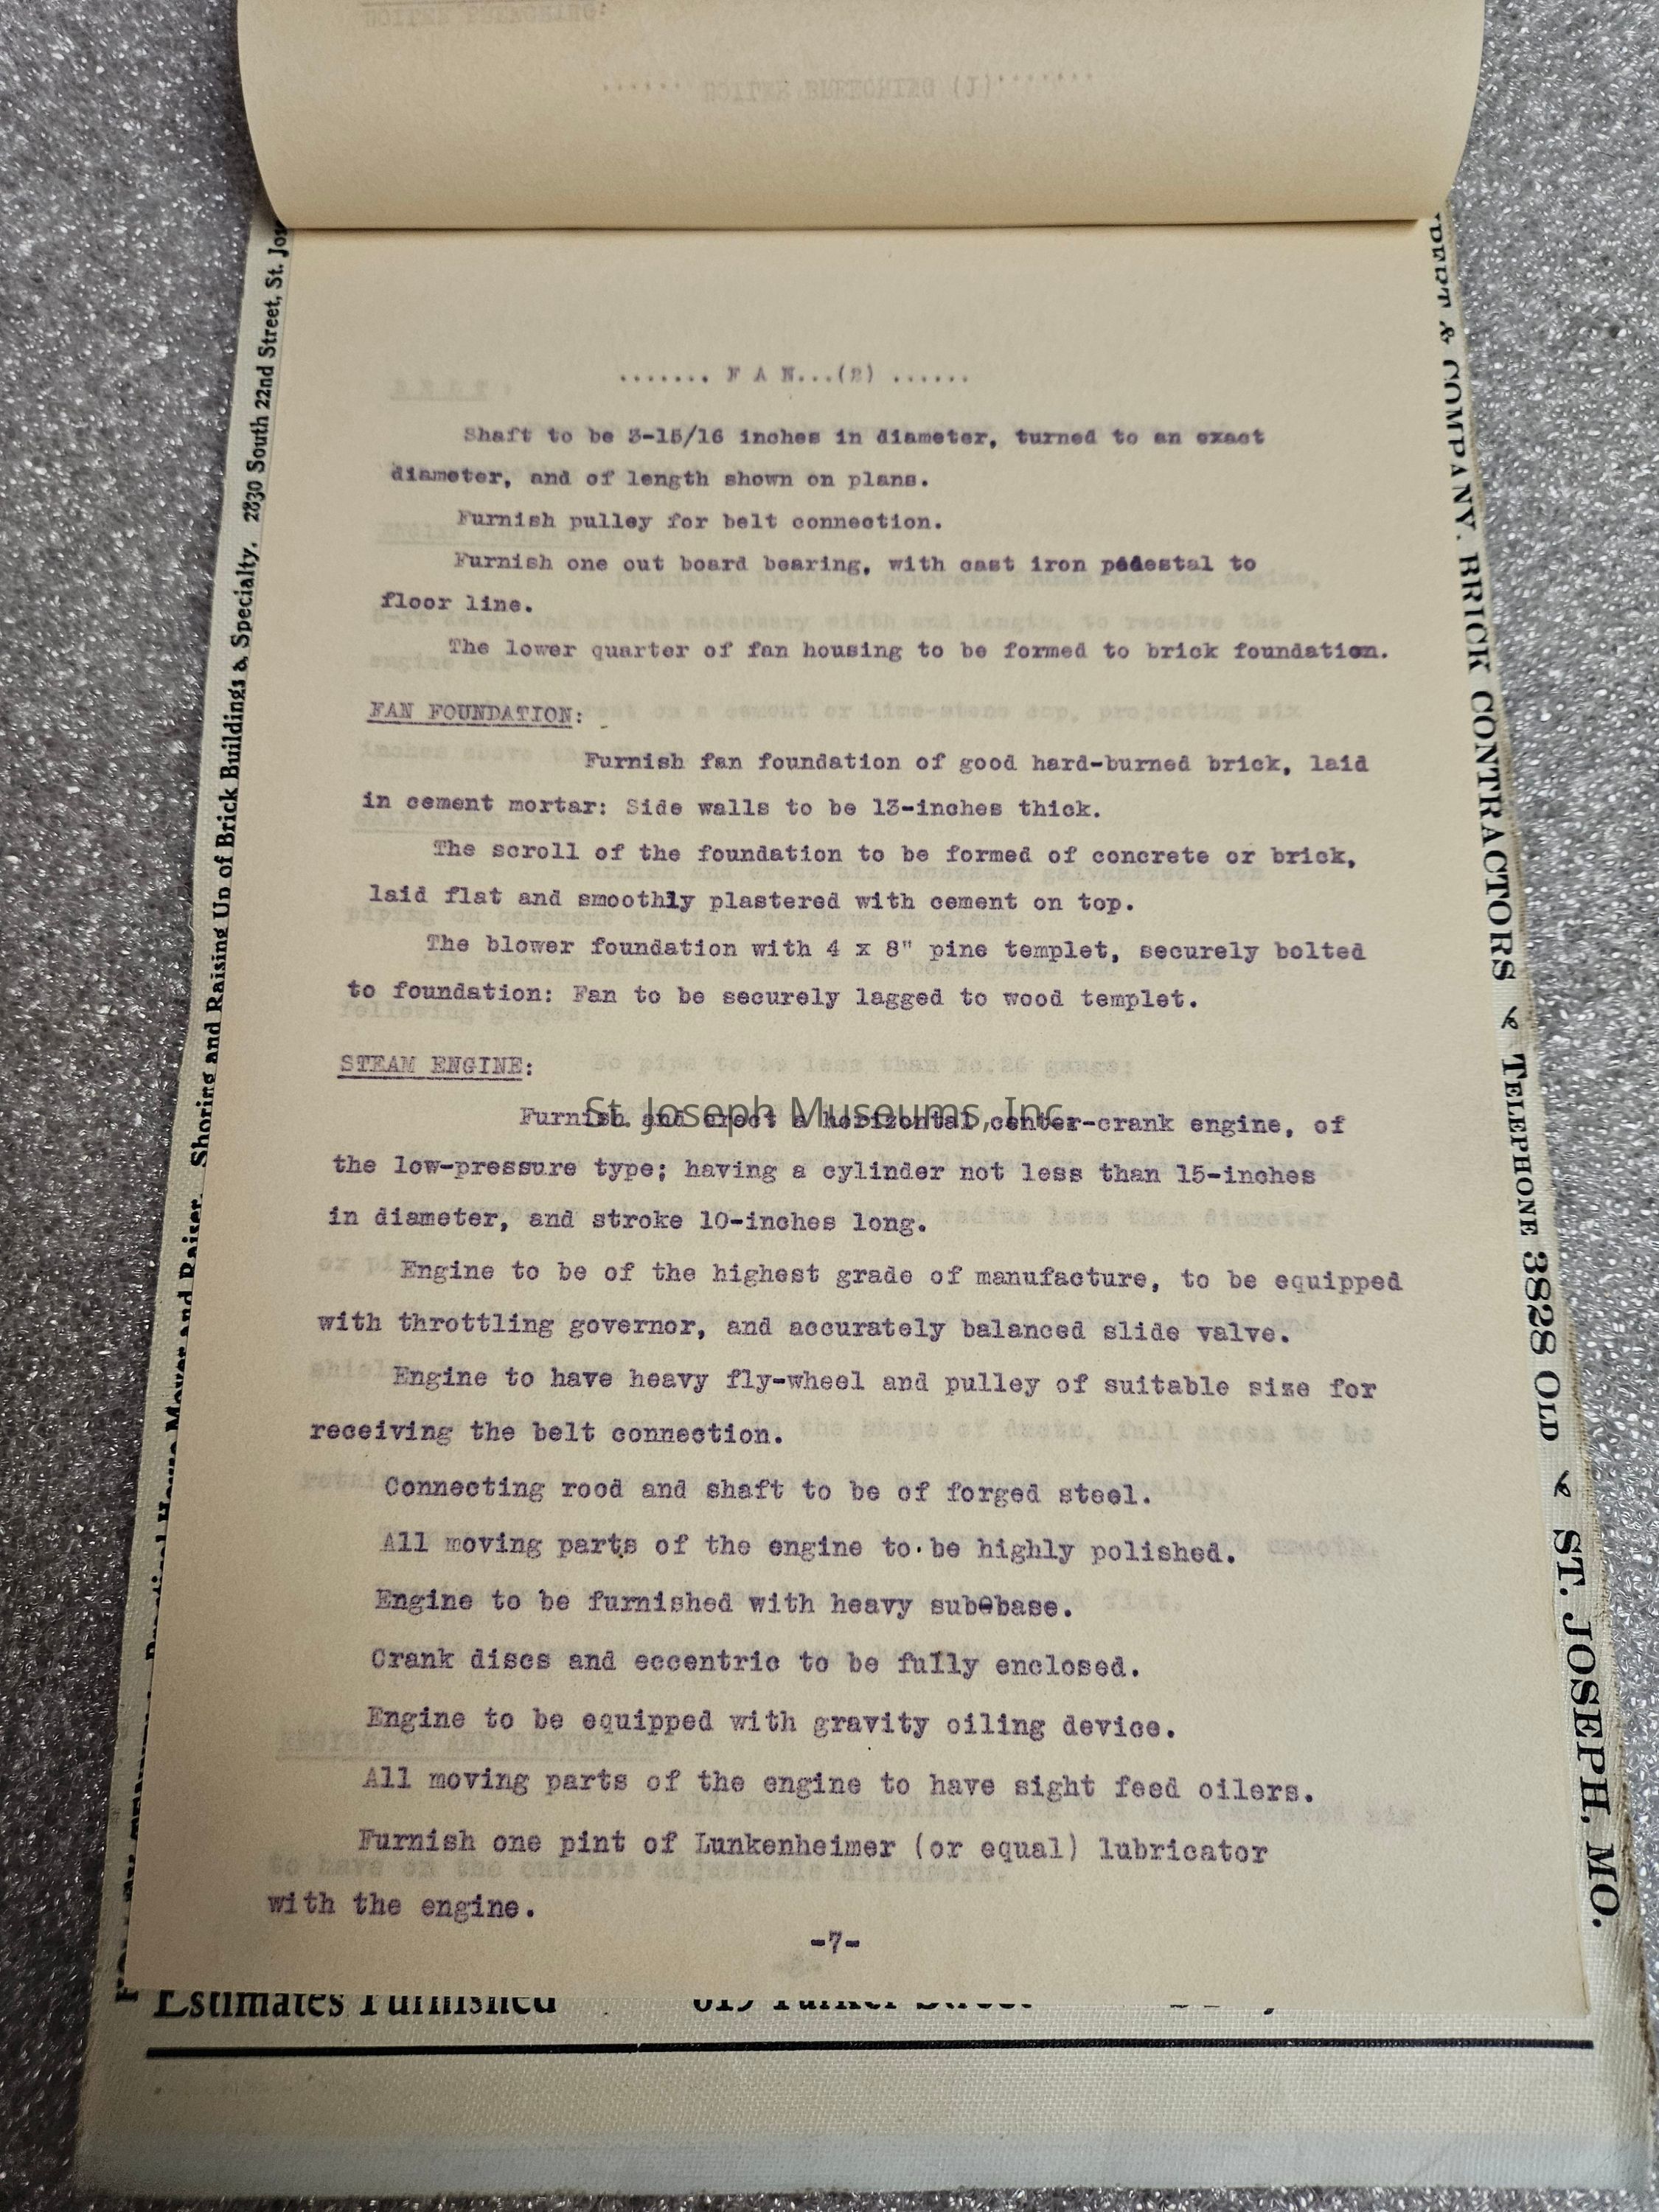 BOILER BREECHING:
...... BOILER BREECHING (1).......
....... F A N...(2) ......
Shaft to be 3-15/16 inches in diameter, turned to an exact
diameter, and of length shown on plans.
Furnish pulley for belt connection.
Furnish one out board bearing, with cast iron pedestal to
floor line.
The lower quarter of fan housing to be formed to brick foundation.
FAN FOUNDATION:
Furnish fan foundation of good hard-burned brick, laid
in cement mortar: Side walls to be 13-inches thick.
The scroll of the foundation to be formed of concrete or brick,
laid flat and smoothly plastered with cement on top.
The blower foundation with 4 x 8" pine templet, securely bolted
to foundation: Fan to be securely lagged to wood templet.
STEAM ENGINE:
Furnish and erect a horizontal center-crank engine, of
the low-pressure type; having a cylinder not less than 15-inches
in diameter, and stroke 10-inches long.
Engine to be of the highest grade of manufacture, to be equipped
with throttling governor, and accurately balanced slide valve.
Engine to have heavy fly-wheel and pulley of suitable size for
receiving the belt connection.
Connecting rood and shaft to be of forged steel.
All moving parts of the engine to be highly polished.
Engine to be furnished with heavy sub-base.
Crank discs and eccentric to be fully enclosed.
Engine to be equipped with gravity oiling device.
All moving parts of the engine to have sight feed oilers.
Furnish one pint of Lunkenheimer (or equal) lubricator
with the engine.
-7-
St. Joseph Museums, Inc.
Shoring and Raising Up of Brick Buildings a Specialty. 2830 South 22nd Street, St. Jos
& COMPANY. BRICK CONTRACTORS TELEPHONE 3828 OLD ST. JOSEPH, MO.
Practical House Mover and Raiser.
Estimates Furnished